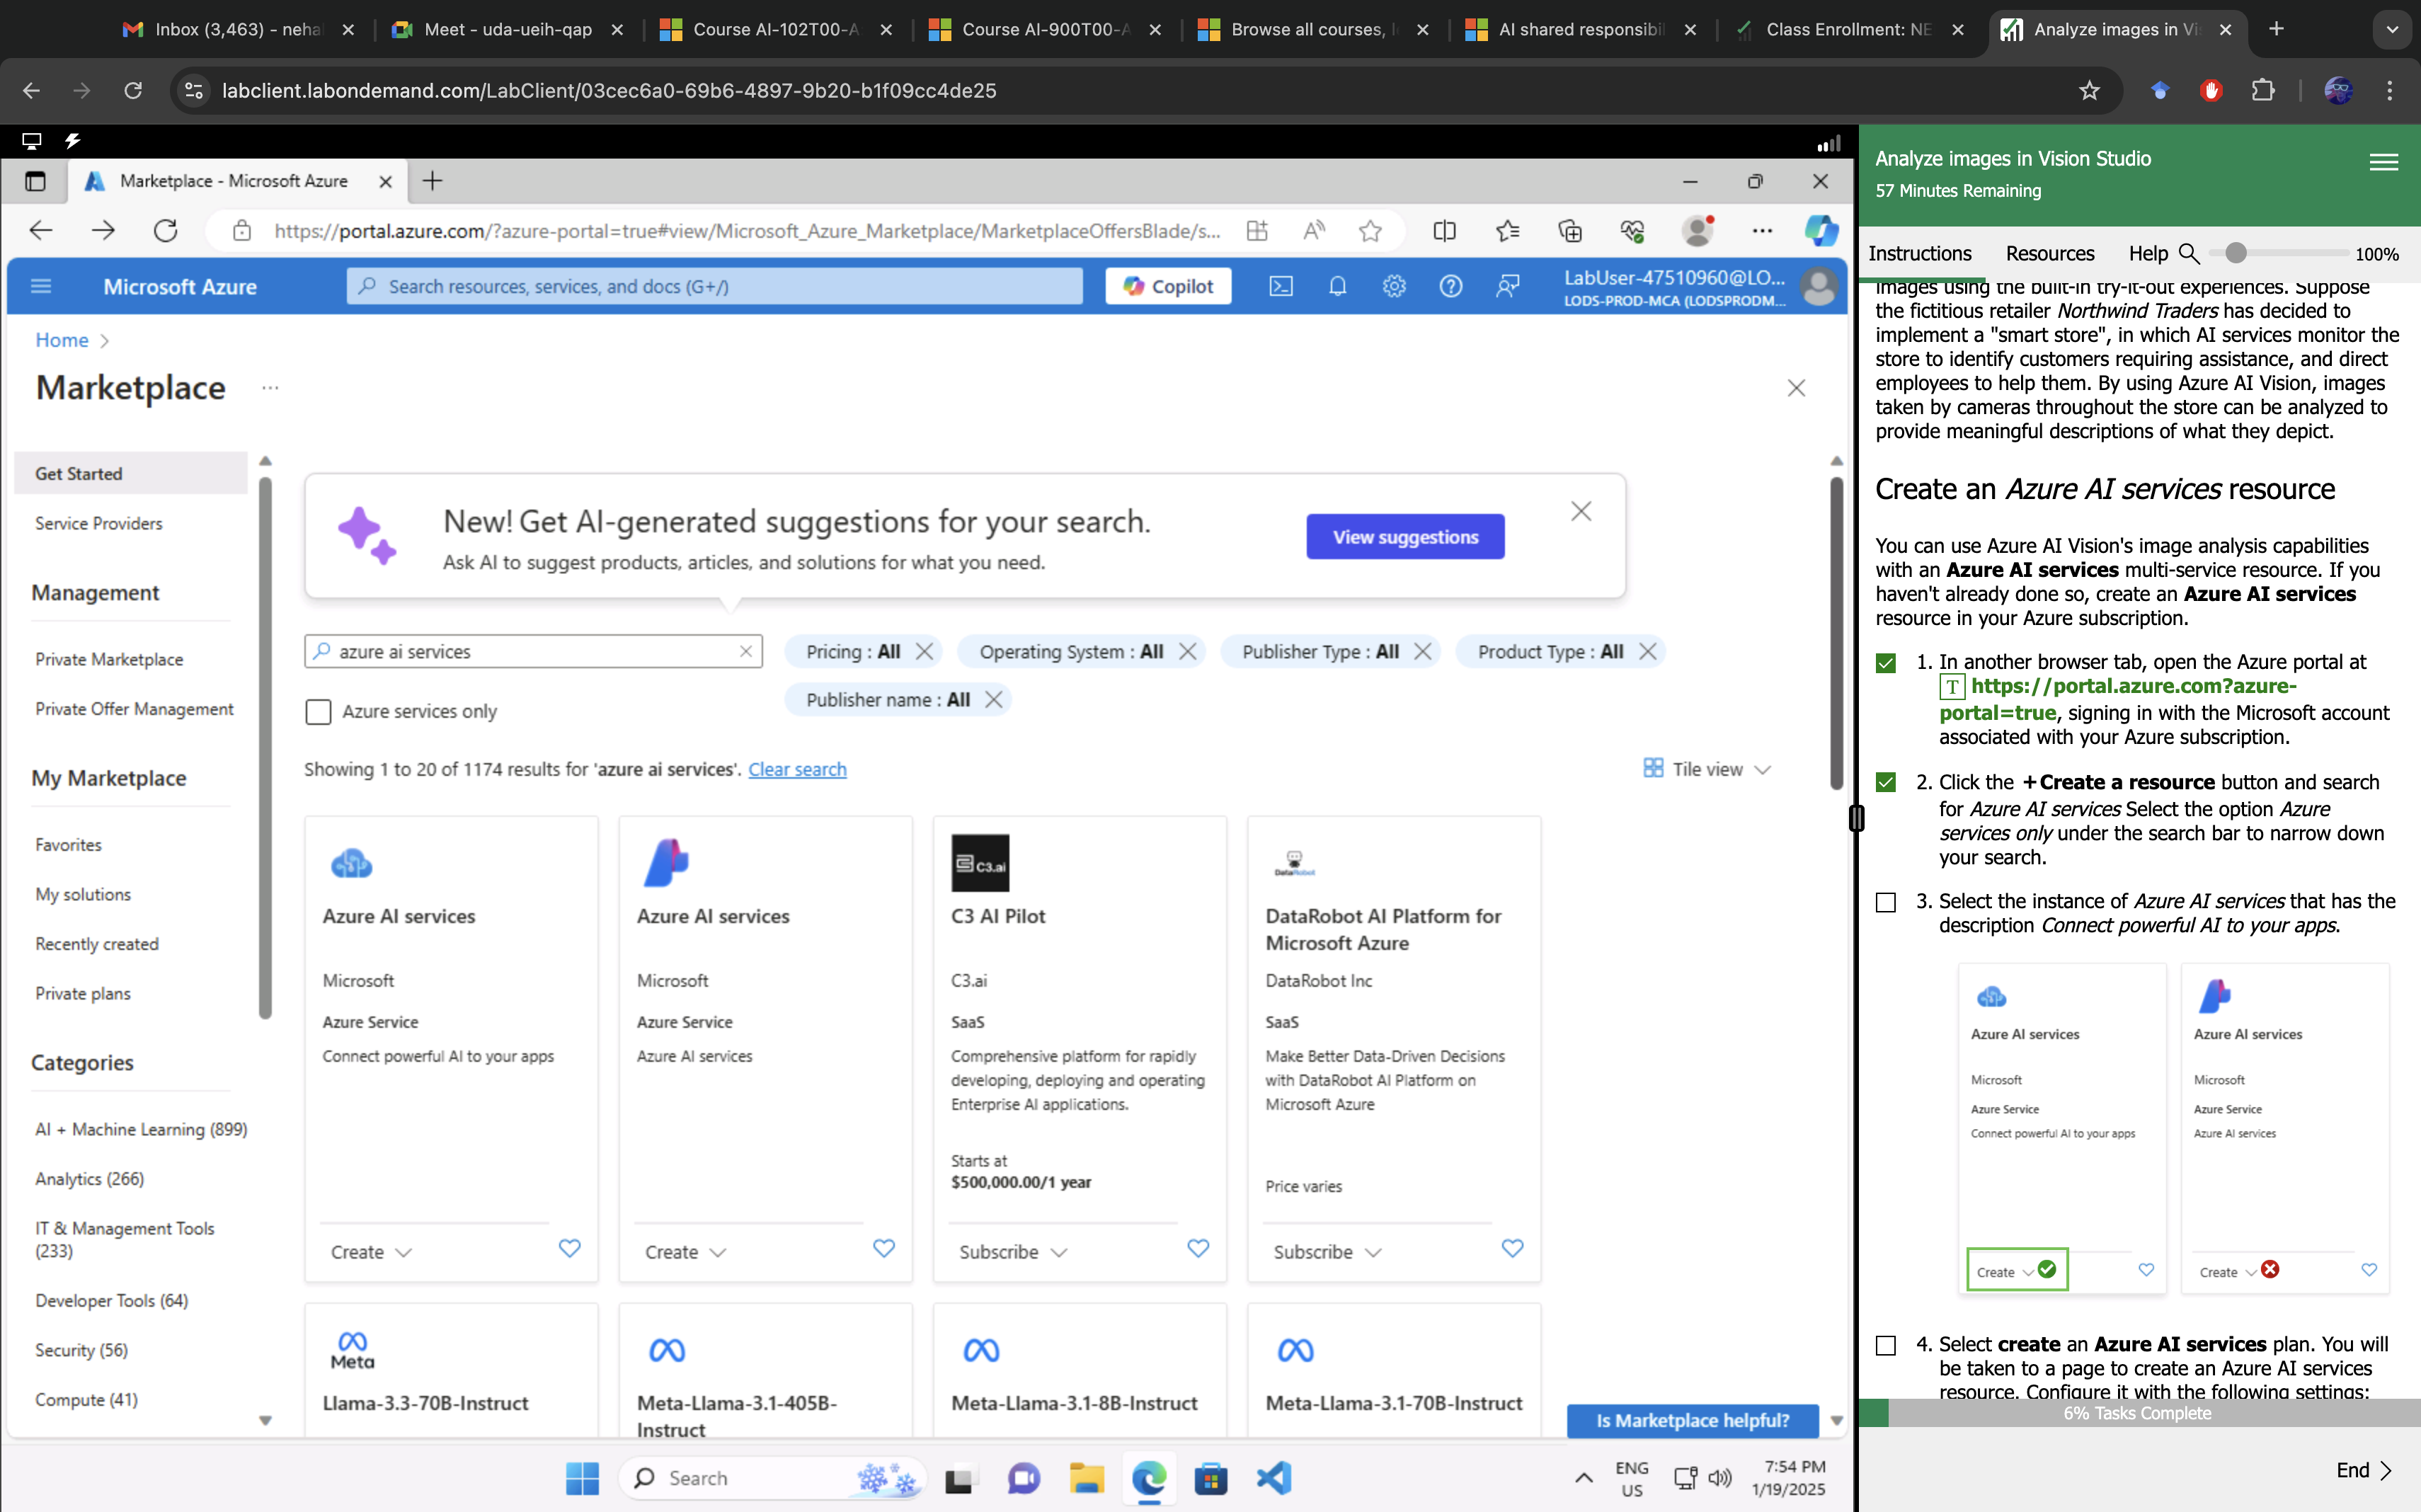 Inbox (3,463) - neha
Meet - uda-ueih-qap
Course AI-102T00-A
Course AI-900T00-A
Browse all courses, l
AI shared responsibil
Class Enrollment: NE
Analyze images in Vi
labclient.labondemand.com/LabClient/03cec6a0-69b6-4897-9b20-b1f09cc4de25
Marketplace - Microsoft Azure
https://portal.azure.com/?azure-portal=true#view/Microsoft_Azure_Marketplace/MarketplaceOffersBlade/s...
Microsoft Azure
Search resources, services, and docs (G+/)
Copilot
LabUser-47510960@LO...
LODS-PROD-MCA (LODSPRODM...
Home >
Marketplace ...
Get Started
Service Providers
Management
Private Marketplace
Private Offer Management
My Marketplace
Favorites
My solutions
Recently created
Private plans
Categories
AI + Machine Learning (899)
Analytics (266)
IT & Management Tools
(233)
Developer Tools (64)
Security (56)
Compute (41)
New! Get AI-generated suggestions for your search.
Ask AI to suggest products, articles, and solutions for what you need.
View suggestions
azure ai services
Pricing : All
Operating System : All
Publisher Type : All
Product Type : All
Publisher name : All
Azure services only
Showing 1 to 20 of 1174 results for 'azure ai services'. Clear search
Tile view
Azure AI services
Microsoft
Azure Service
Connect powerful AI to your apps
Create
Azure AI services
Microsoft
Azure Service
Azure AI services
Create
C3.ai
C3 AI Pilot
C3.ai
SaaS
Comprehensive platform for rapidly
developing, deploying and operating
Enterprise AI applications.
Starts at
$500,000.00/1 year
Subscribe
DataRobot
DataRobot AI Platform for
Microsoft Azure
DataRobot Inc
SaaS
Make Better Data-Driven Decisions
with DataRobot AI Platform on
Microsoft Azure
Price varies
Subscribe
Meta
Llama-3.3-70B-Instruct
Meta-Llama-3.1-405B-
Instruct
Meta-Llama-3.1-8B-Instruct
Meta-Llama-3.1-70B-Instruct
Is Marketplace helpful?
Search
ENG
US
7:54 PM
1/19/2025
Analyze images in Vision Studio
57 Minutes Remaining
Instructions
Resources
Help
100%
images using the built-in try-it-out experiences. Suppose
the fictitious retailer Northwind Traders has decided to
implement a "smart store", in which AI services monitor the
store to identify customers requiring assistance, and direct
employees to help them. By using Azure AI Vision, images
taken by cameras throughout the store can be analyzed to
provide meaningful descriptions of what they depict.
Create an Azure AI services resource
You can use Azure AI Vision's image analysis capabilities
with an Azure AI services multi-service resource. If you
haven't already done so, create an Azure AI services
resource in your Azure subscription.
1. In another browser tab, open the Azure portal at
T https://portal.azure.com?azure-
portal=true, signing in with the Microsoft account
associated with your Azure subscription.
2. Click the +Create a resource button and search
for Azure AI services Select the option Azure
services only under the search bar to narrow down
your search.
3. Select the instance of Azure AI services that has the
description Connect powerful AI to your apps.
Azure AI services
Microsoft
Azure Service
Connect powerful AI to your apps
Create
Azure AI services
Microsoft
Azure Service
Azure AI services
Create
4. Select create an Azure AI services plan. You will
be taken to a page to create an Azure AI services
resource. Configure it with the following settings:
6% Tasks Complete
End >